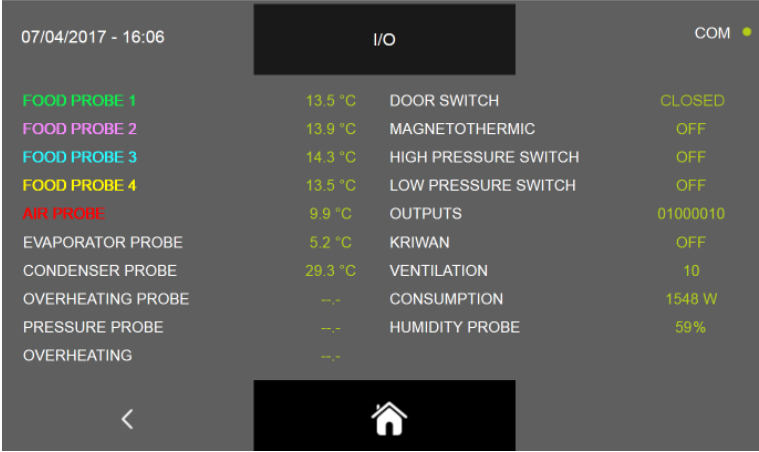 07/04/2017 - 16:06 I/O COM
FOOD PROBE 1 13.5 °C DOOR SWITCH CLOSED
FOOD PROBE 2 13.9 °C MAGNETOTHERMIC OFF
FOOD PROBE 3 14.3 °C HIGH PRESSURE SWITCH OFF
FOOD PROBE 4 13.5 °C LOW PRESSURE SWITCH OFF
AIR PROBE 9.9 °C OUTPUTS 01000010
EVAPORATOR PROBE 5.2 °C KRIWAN OFF
CONDENSER PROBE 29.3 °C VENTILATION 10
OVERHEATING PROBE --.- CONSUMPTION 1548 W
PRESSURE PROBE --.- HUMIDITY PROBE 59%
OVERHEATING --.-